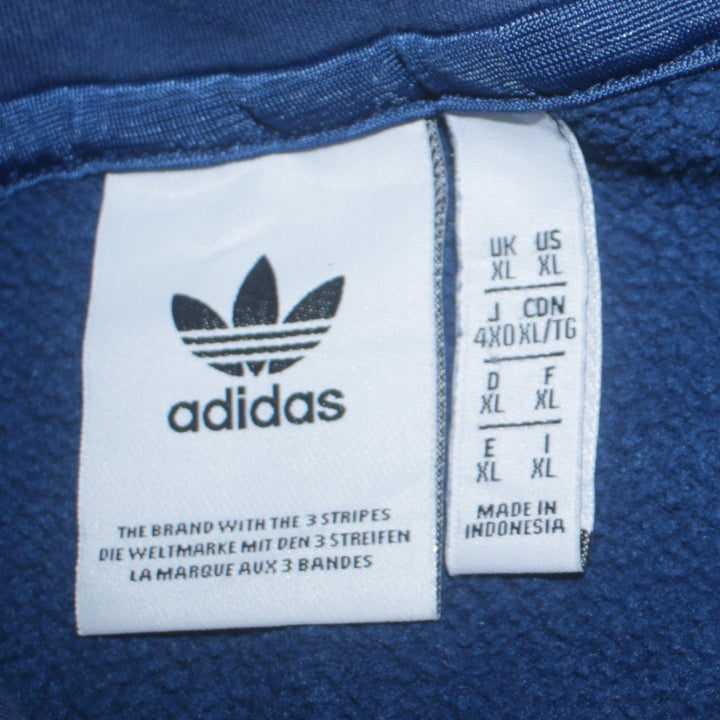 adidas
THE BRAND WITH THE 3 STRIPES
DIE WELTMARKE MIT DEN 3 STREIFEN
LA MARQUE AUX 3 BANDES
UK US
XL XL
J CDN
4XO XL/TG
D F
XL XL
E I
XL XL
MADE IN
INDONESIA